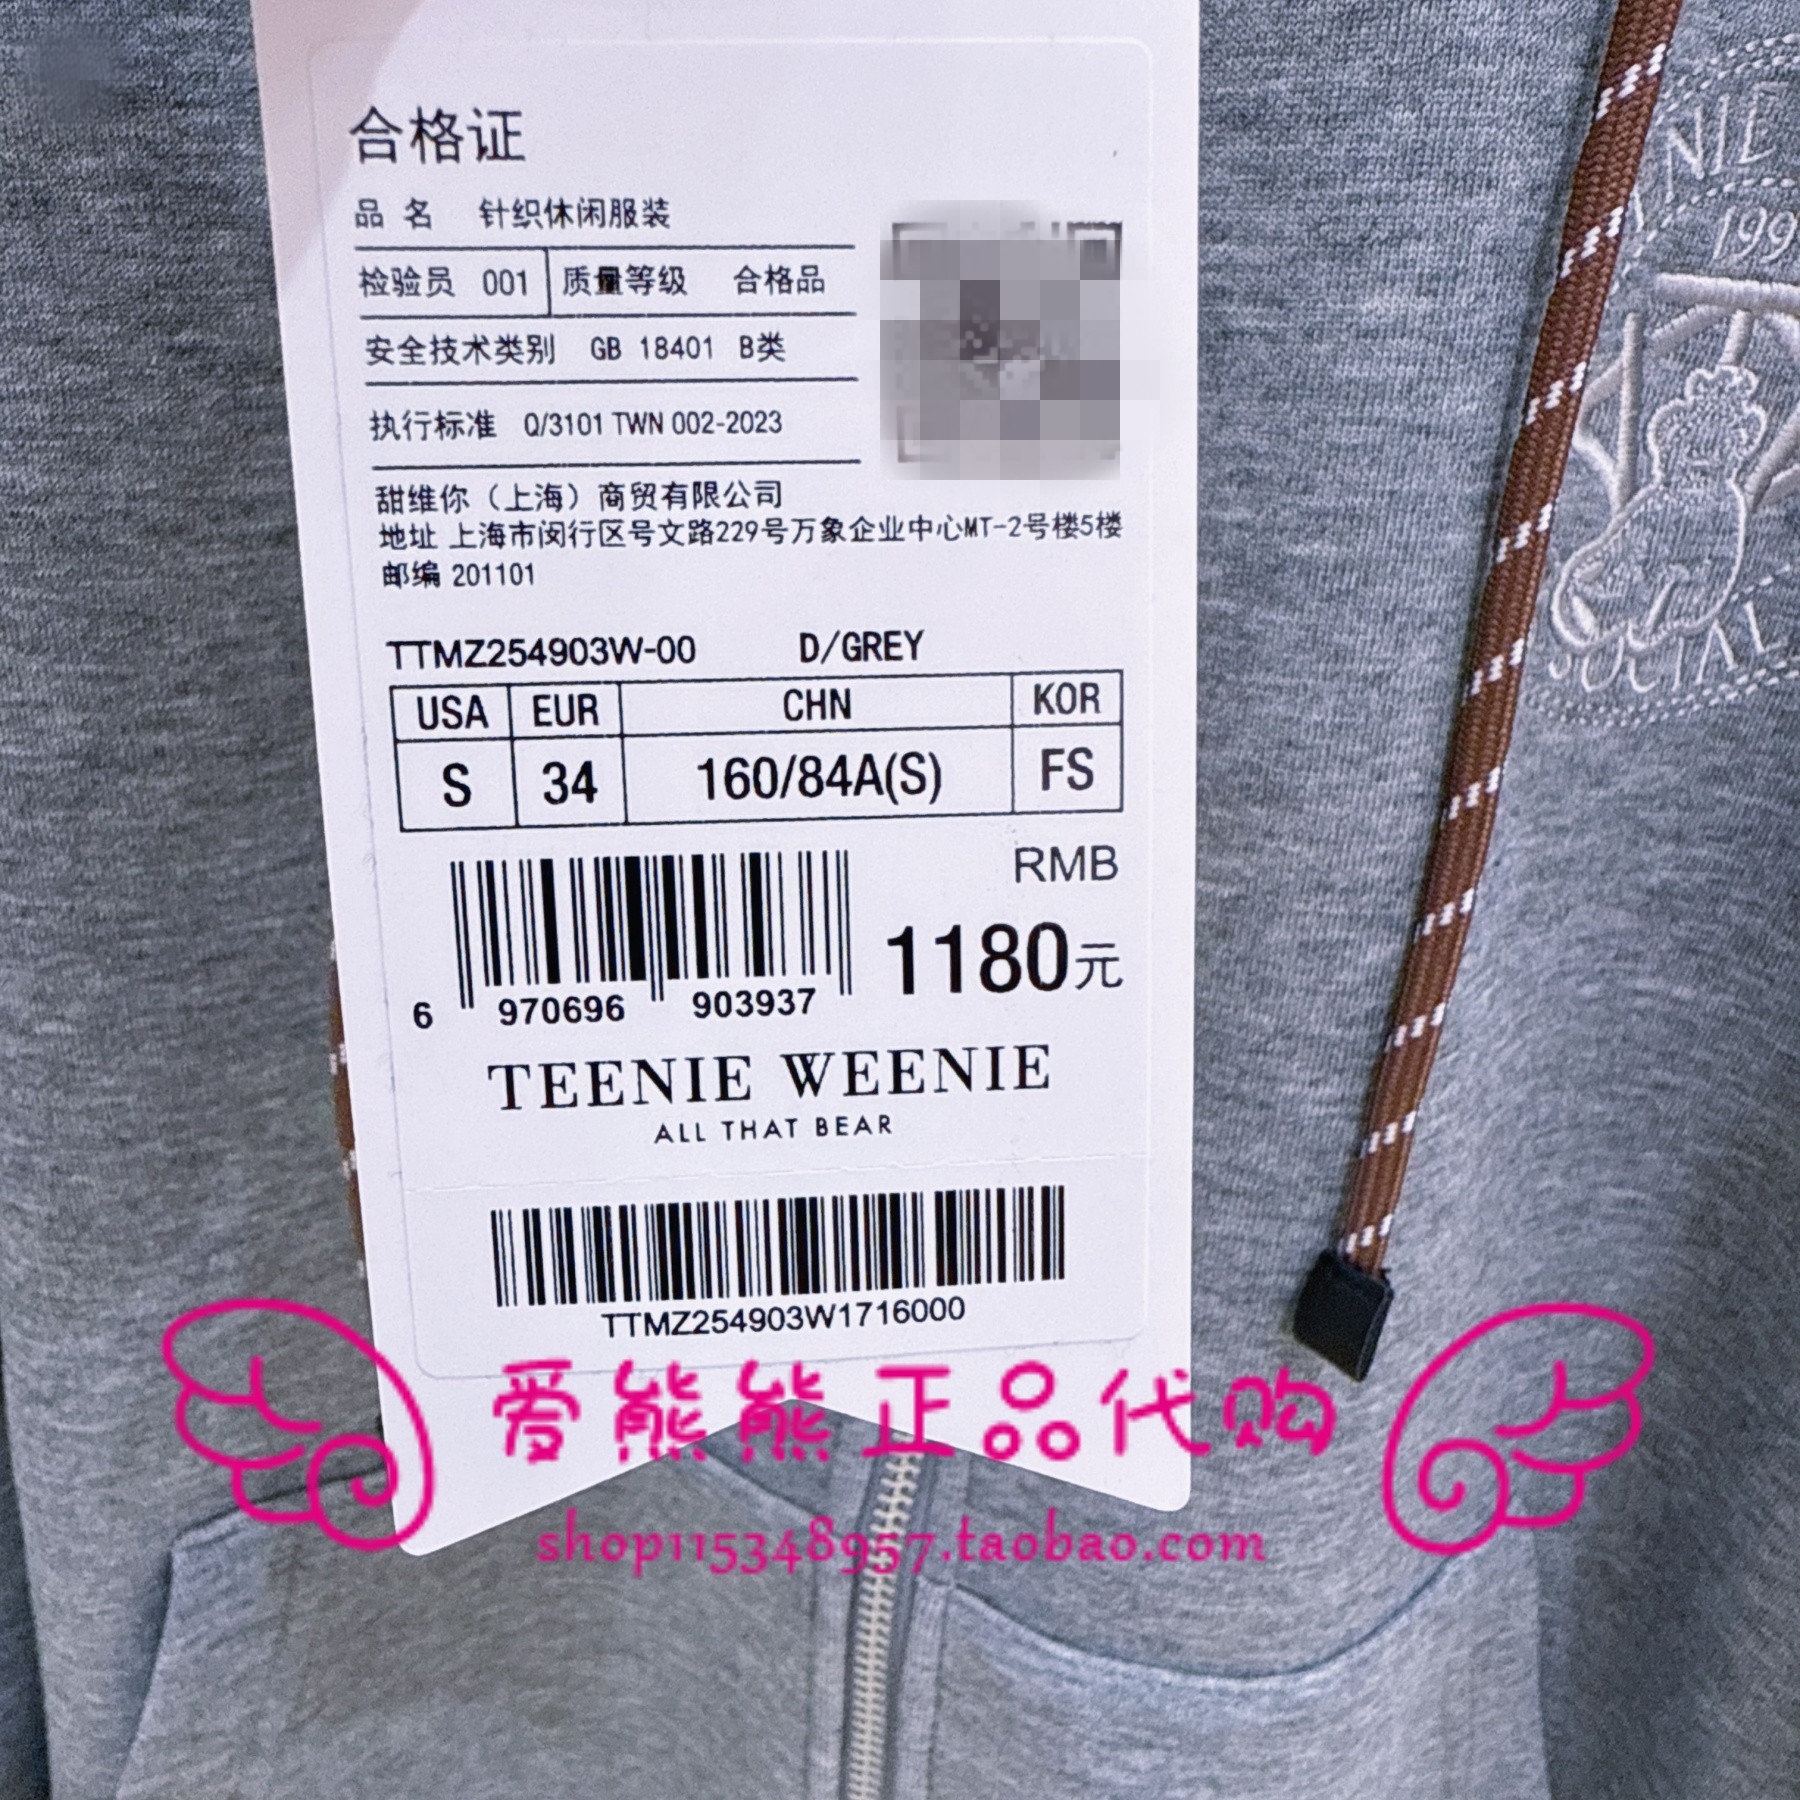 合格证
品 名 针织休闲服装
检验员 001 质量等级 合格品
安全技术类别 GB 18401 B类
执行标准 Q/3101 TWN 002-2023
甜维你（上海）商贸有限公司
地址 上海市闵行区号文路229号万象企业中心MT-2号楼5楼
邮编 201101
TTMZ254903W-00 D/GREY
USA EUR CHN KOR
S 34 160/84A(S) FS
RMB
1180元
6 970696 903937
TEENIE WEENIE
ALL THAT BEAR
TTMZ254903W1716000
NIE
199
SOCIAL
爱熊熊正品代购
shop115348957.taobao.com